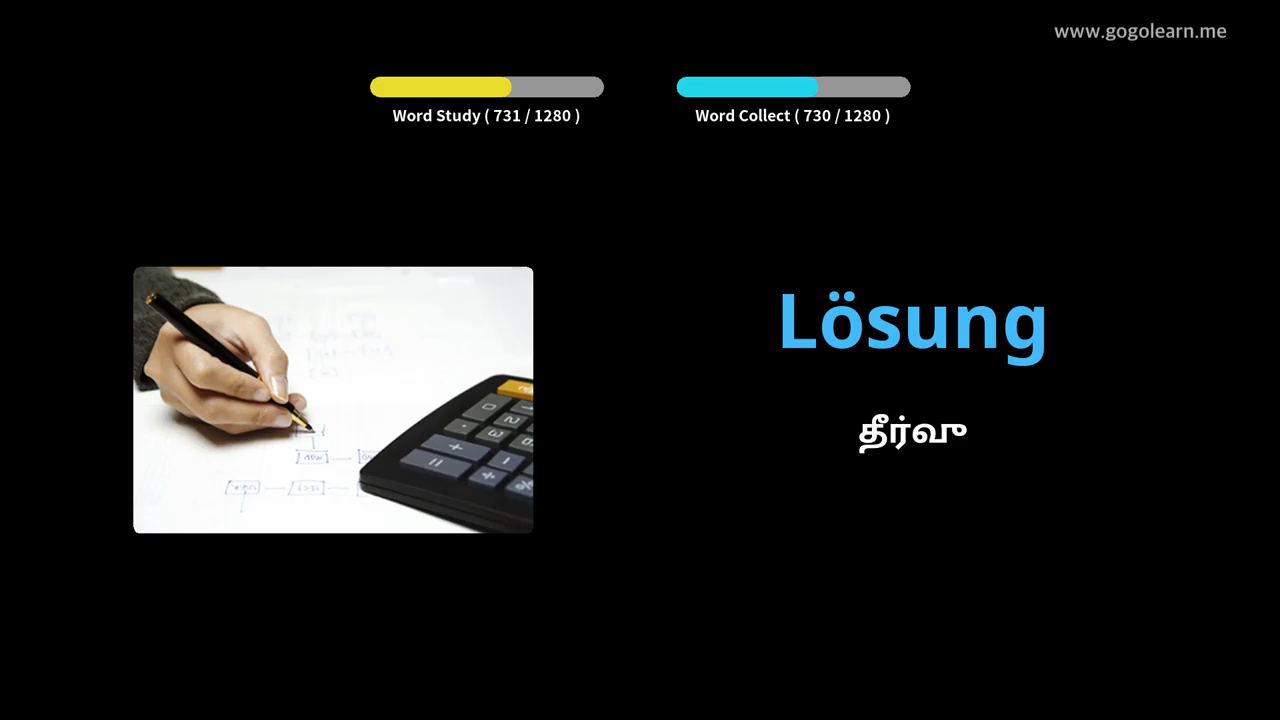 www.gogolearn.me
Word Study ( 731 / 1280 )
Word Collect ( 730 / 1280 )
Lösung
தீர்வு